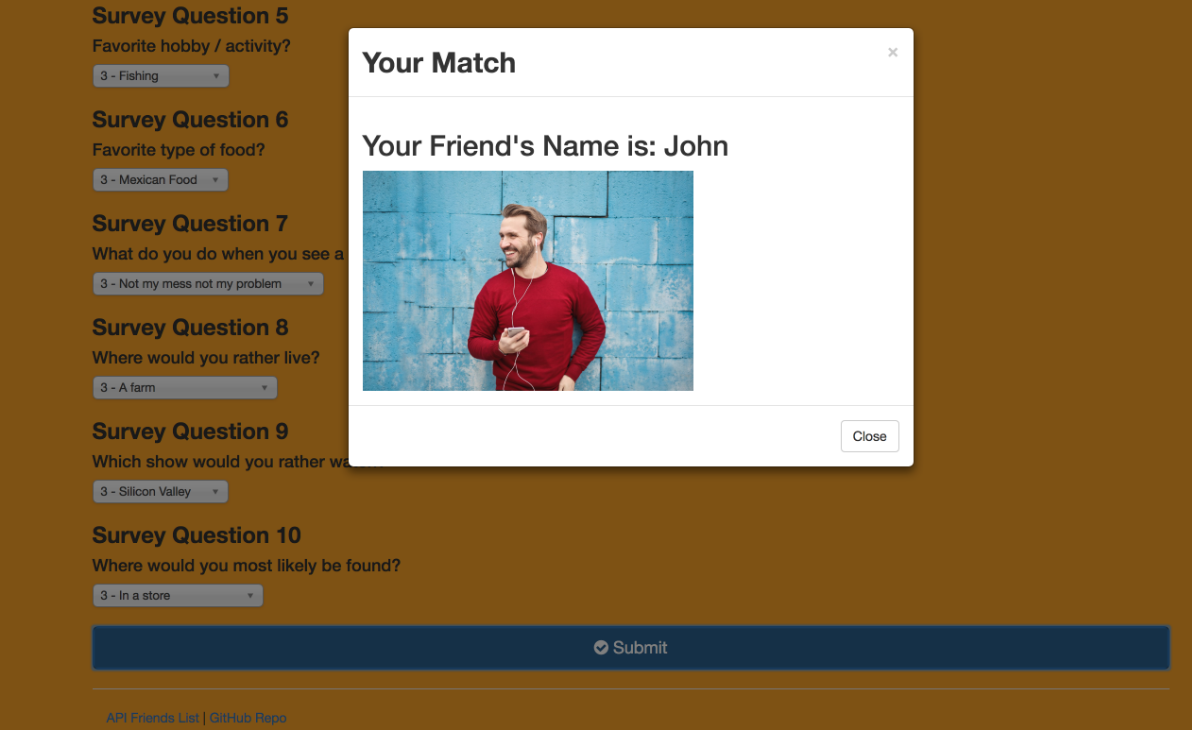 Survey Question 5
Favorite hobby / activity?
3 - Fishing
Survey Question 6
Favorite type of food?
3 - Mexican Food
Survey Question 7
What do you do when you see a
3 - Not my mess not my problem
Survey Question 8
Where would you rather live?
3 - A farm
Survey Question 9
Which show would you rather
3 - Silicon Valley
Survey Question 10
Where would you most likely be found?
3 - In a store
Submit
API Friends List | GitHub Repo
Your Match
×
Your Friend's Name is: John
Close